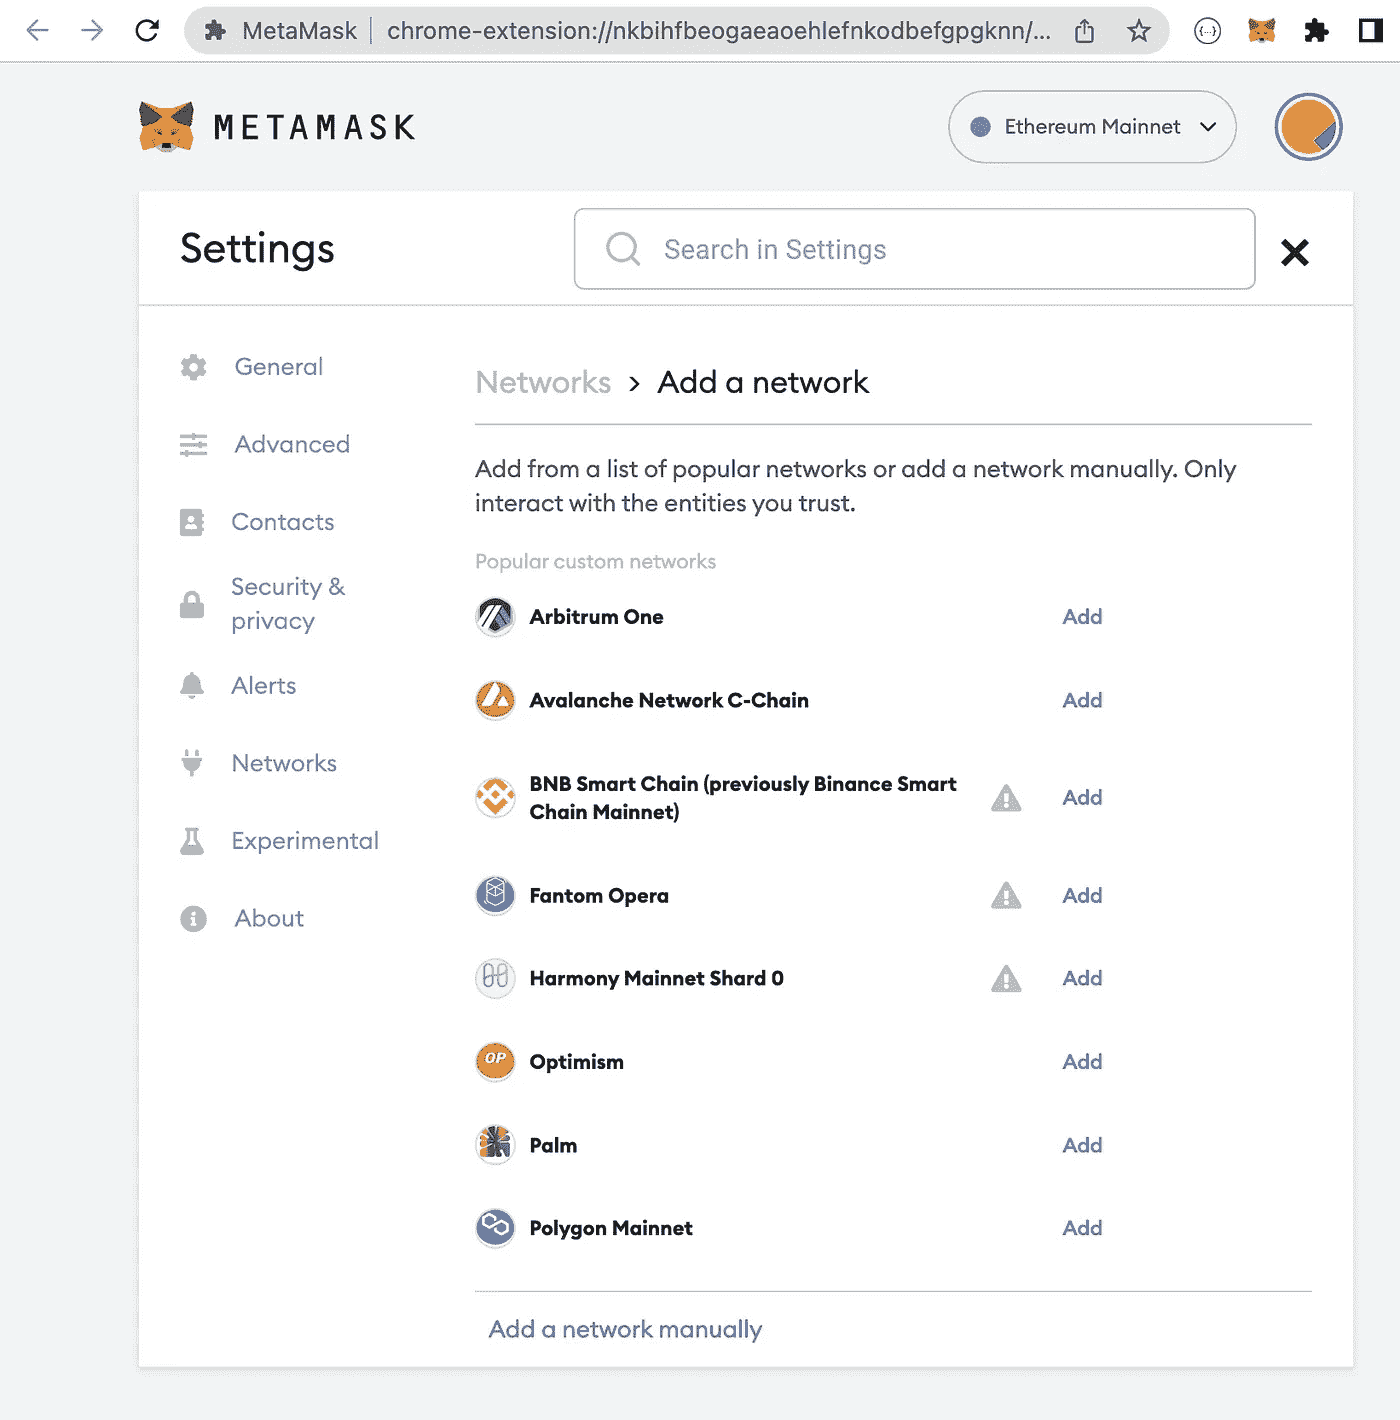 MetaMask chrome-extension://nkbihfbeogaeaoehlefnkodbefgpgknn/...
METAMASK
Ethereum Mainnet
Settings
Search in Settings
General
Advanced
Contacts
Security &
privacy
Alerts
Networks
Experimental
About
Networks > Add a network
Add from a list of popular networks or add a network manually. Only
interact with the entities you trust.
Popular custom networks
Arbitrum One Add
Avalanche Network C-Chain Add
BNB Smart Chain (previously Binance Smart
Chain Mainnet) Add
Fantom Opera Add
Harmony Mainnet Shard 0 Add
OP Optimism Add
Palm Add
Polygon Mainnet Add
Add a network manually